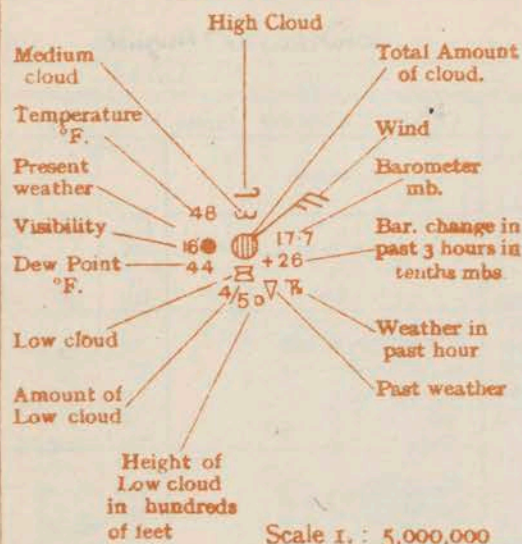 High Cloud
Medium
cloud
Total Amount
of cloud.
Temperature
°F.
Wind
Present
weather
Barometer
mb.
48
Visibility
16
17·7
Bar. change in
past 3 hours in
tenths mbs
Dew Point
°F.
44
+26
4/50
Low cloud
Weather in
past hour
Amount of
Low cloud
Past weather
Height of
Low cloud
in hundreds
of feet
Scale 1. : 5,000,000